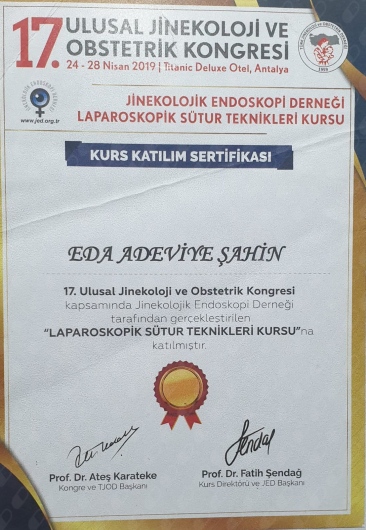 17. ULUSAL JİNEKOLOJİ VE
OBSTETRİK KONGRESİ
24 - 28 Nisan 2019 | Titanic Deluxe Otel, Antalya
www.jed.org.tr
JİNEKOLOJİK ENDOSKOPİ DERNEĞİ
LAPAROSKOPİK SÜTUR TEKNİKLERİ KURSU
KURS KATILIM SERTİFİKASI
EDA ADEVİYE ŞAHİN
17. Ulusal Jinekoloji ve Obstetrik Kongresi
kapsamında Jinekolojik Endoskopi Derneği
tarafından gerçekleştirilen
“LAPAROSKOPİK SÜTUR TEKNİKLERİ KURSU”na
katılmıştır.
Prof. Dr. Ateş Karateke
Kongre ve TJOD Başkanı
Prof. Dr. Fatih Şendağ
Kurs Direktörü ve JED Başkanı